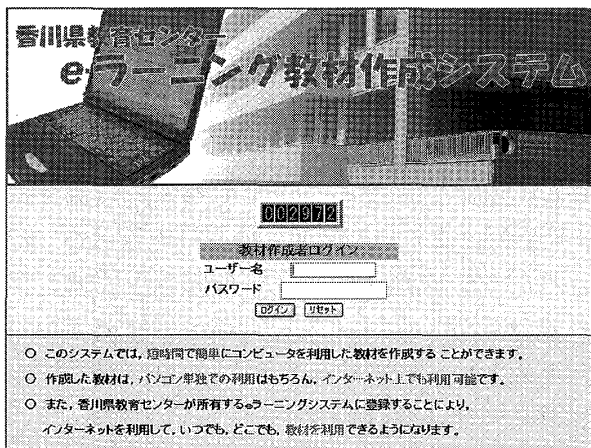 香川県教育センター
e-ラーニング教材作成システム
002972
教材作成者ログイン
ユーザー名
パスワード
ログイン リセット
○ このシステムでは，短時間で簡単にコンピュータを利用した教材を作成する ことができます。
○ 作成した教材は，パソコン単独での利用はもちろん，インターネット上でも利用可能です。
○ また，香川県教育センターが所有するeラーニングシステムに登録することにより，
インターネットを利用して，いつでも，どこでも，教材を利用できるようになります。